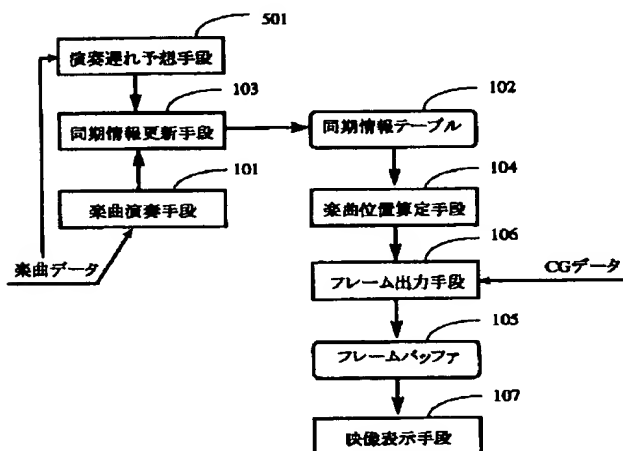 501
演奏遅れ予想手段
103
102
同期情報更新手段
同期情報テーブル
101
104
楽曲演奏手段
楽曲位置算定手段
106
楽曲データ
フレーム出力手段
CGデータ
105
フレームバッファ
107
映像表示手段